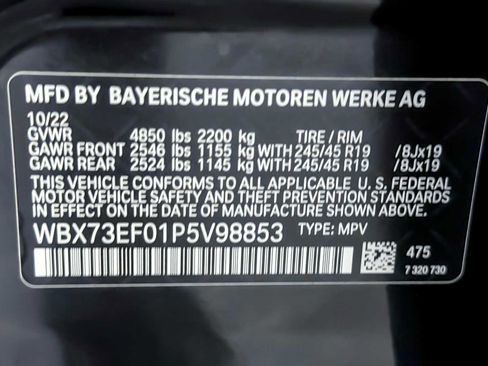 MFD BY BAYERISCHE MOTOREN WERKE AG
10/22
GVWR 4850 lbs 2200 kg TIRE / RIM
GAWR FRONT 2546 lbs 1155 kg WITH 245/45 R19 /8Jx19
GAWR REAR 2524 lbs 1145 kg WITH 245/45 R19 /8Jx19
THIS VEHICLE CONFORMS TO ALL APPLICABLE U. S. FEDERAL
MOTOR VEHICLE SAFETY, BUMPER, AND THEFT PREVENTION STANDARDS
IN EFFECT ON THE DATE OF MANUFACTURE SHOWN ABOVE.
WBX73EF01P5V98853 TYPE: MPV
475
7 320 730